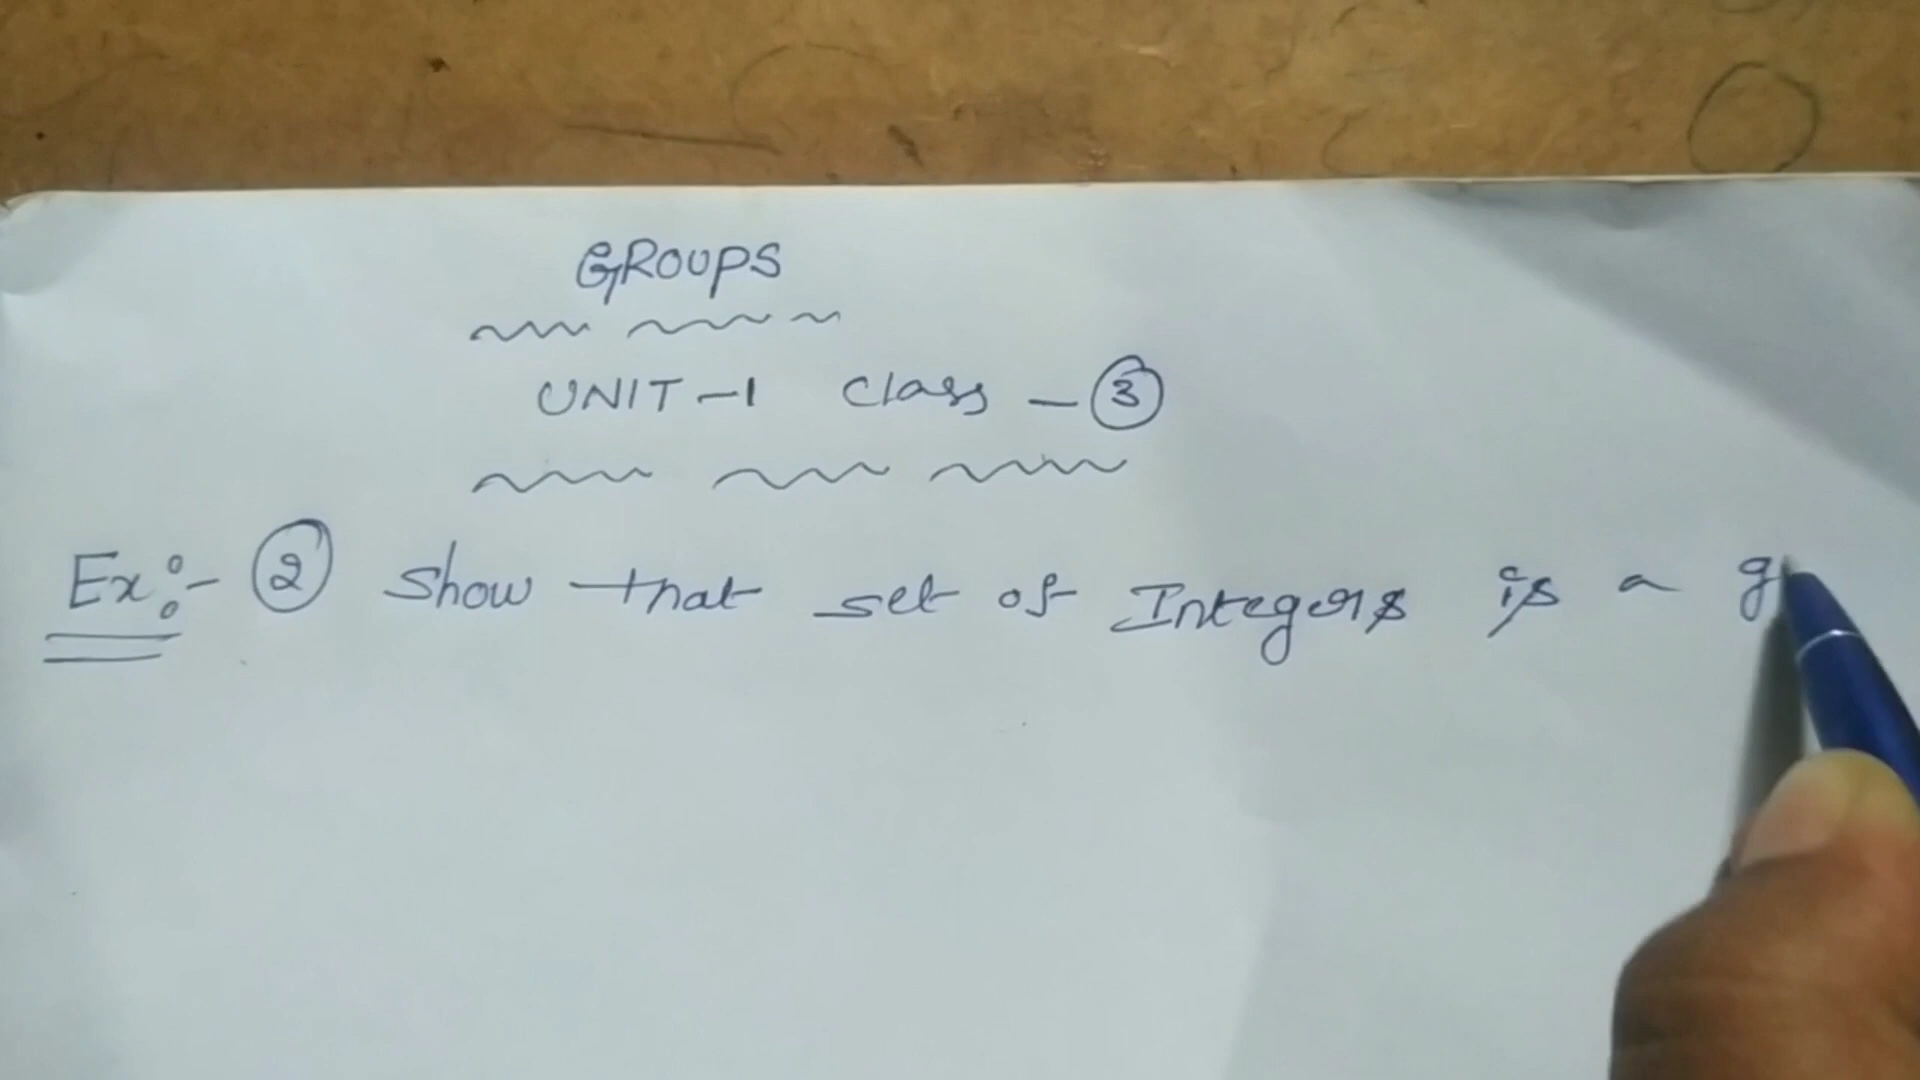 GROUPS
UNIT-1 Class - 3
Ex:- 2 Show that set of Integers is a g